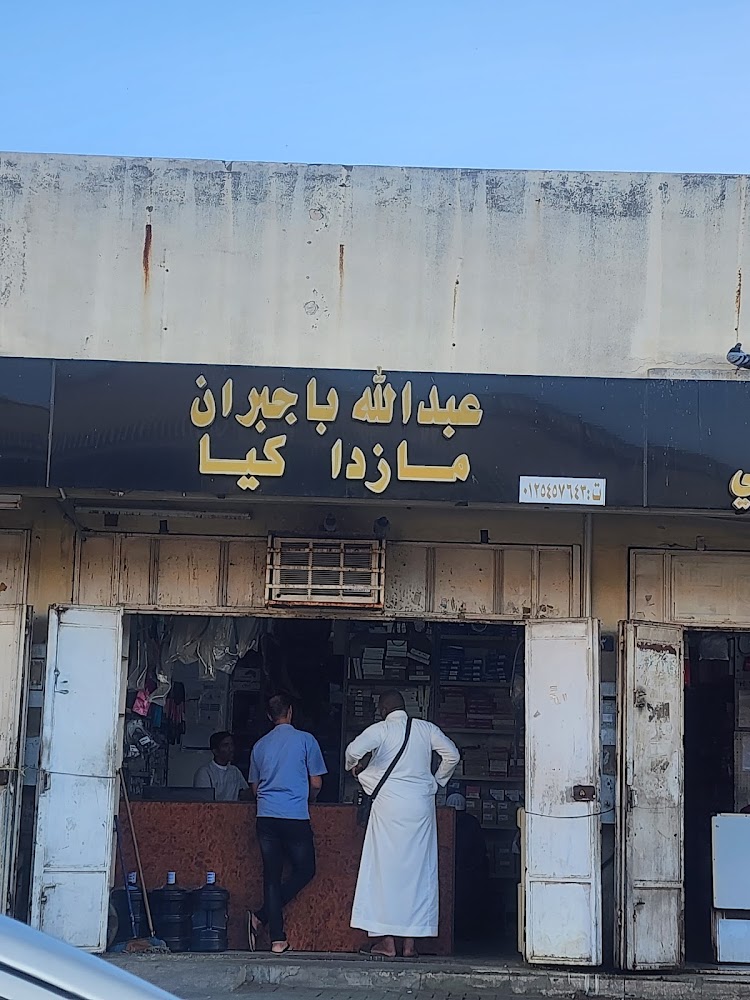 عبدالله باجبران
مازدا كيا
ت: ٠١٢٥٤٥٧٦٤٣
ي